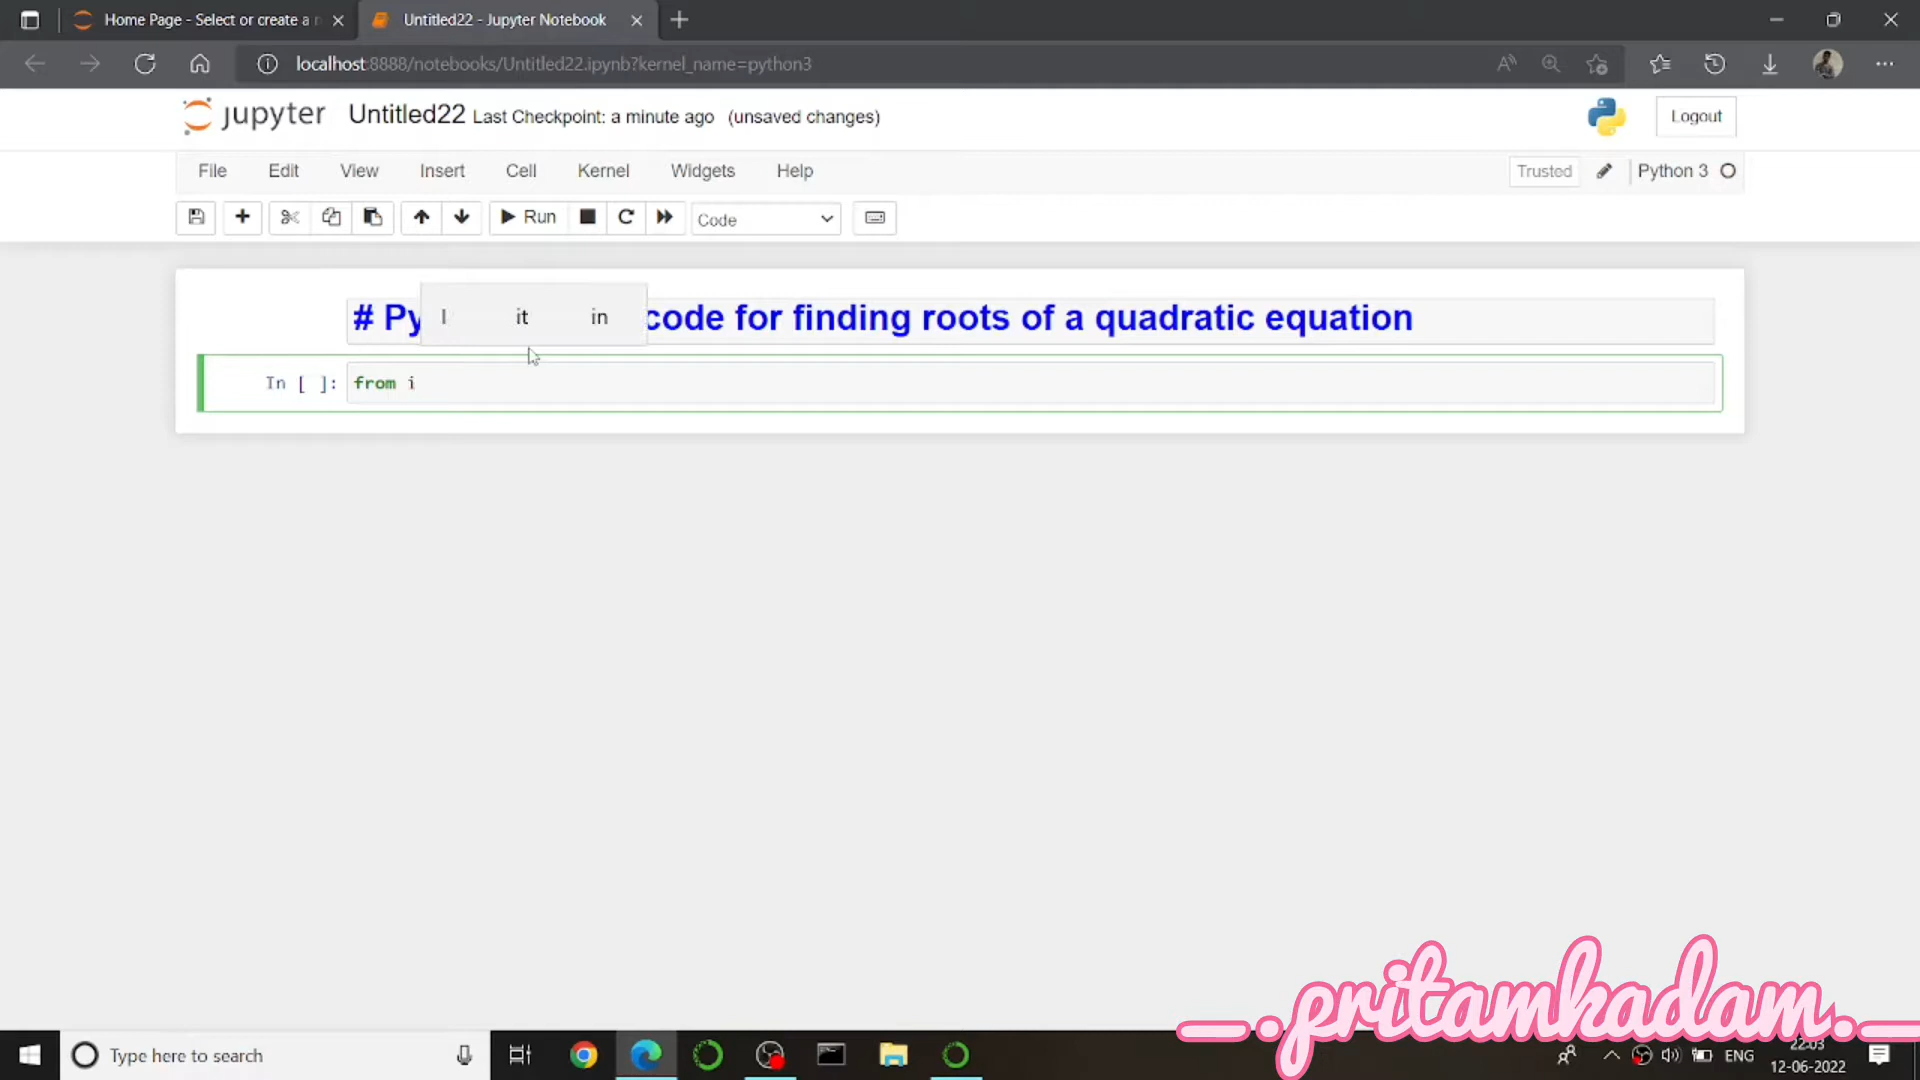 Home Page - Select or create a n
Untitled22 - Jupyter Notebook
localhost:8888/notebooks/Untitled22.ipynb?kernel_name=python3
jupyter Untitled22 Last Checkpoint: a minute ago (unsaved changes)
Logout
File Edit View Insert Cell Kernel Widgets Help
Trusted Python 3
Run Code
# Py code for finding roots of a quadratic equation
I it in
In [ ]: from i
_.pritamkadam._
Type here to search
ENG
22:03
12-06-2022